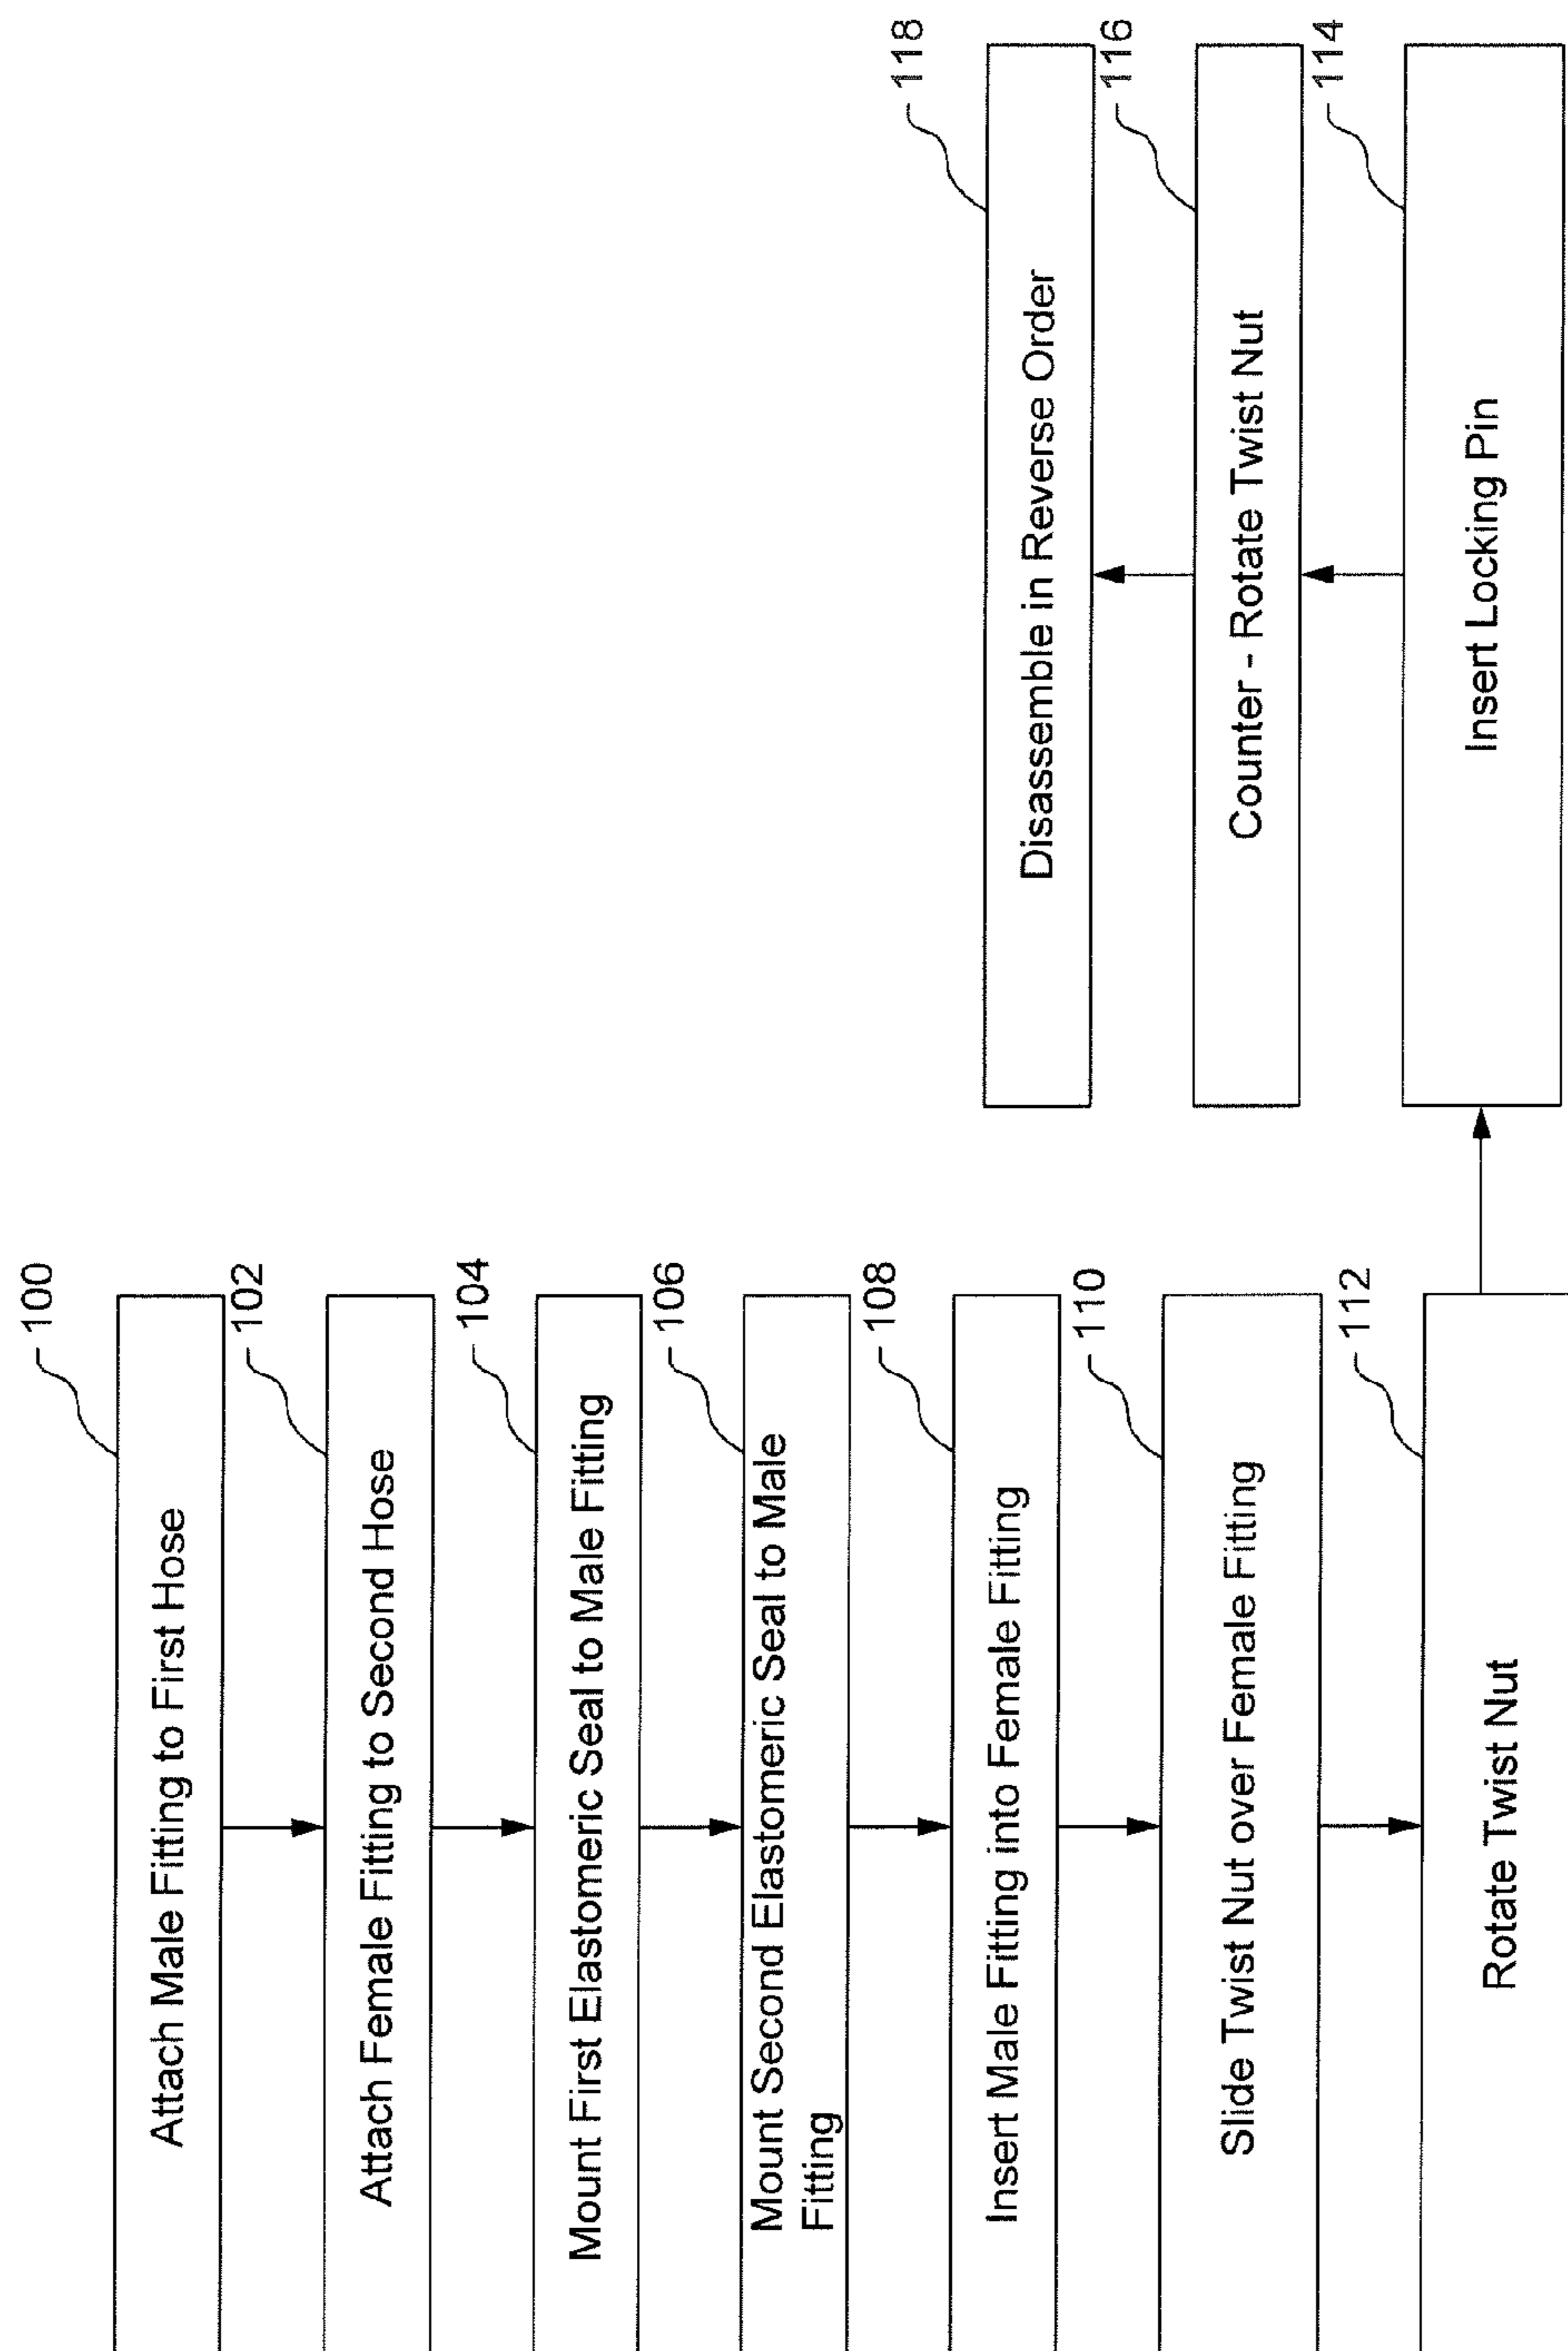 100
Attach Male Fitting to First Hose
102
Attach Female Fitting to Second Hose
104
Mount First Elastomeric Seal to Male Fitting
106
Mount Second Elastomeric Seal to Male
Fitting
108
Insert Male Fitting into Female Fitting
110
Slide Twist Nut over Female Fitting
112
Rotate Twist Nut
118
Disassemble in Reverse Order
116
Counter - Rotate Twist Nut
114
Insert Locking Pin